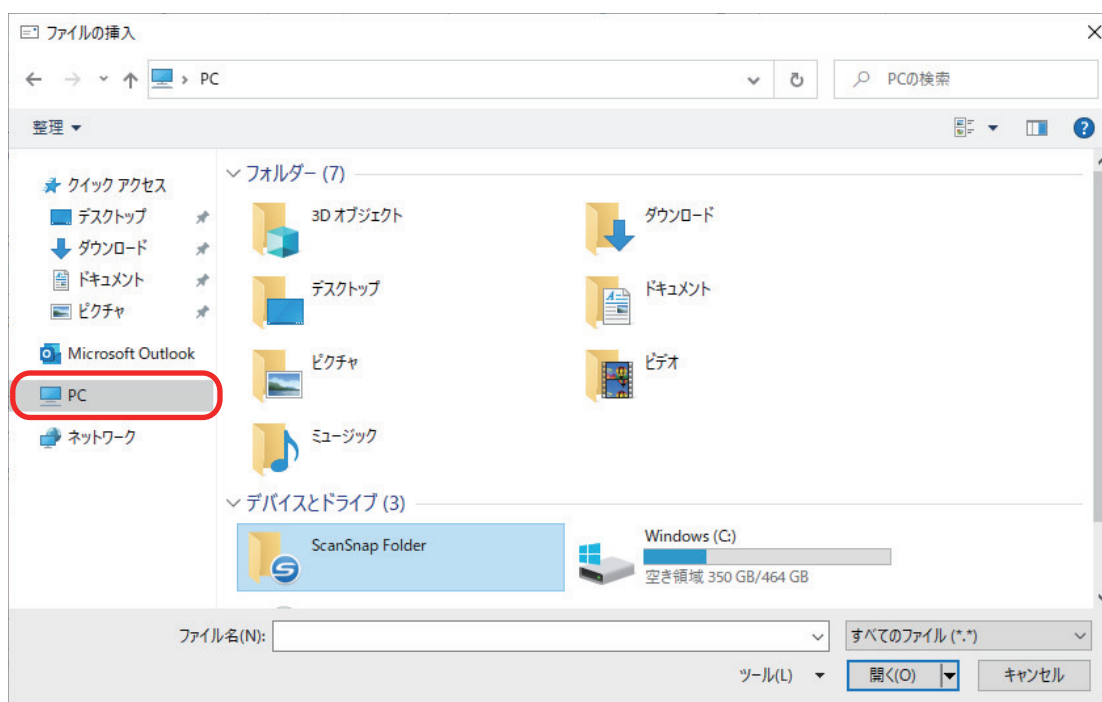 ファイルの挿入
PC
PCの検索
整理
クイック アクセス
デスクトップ
ダウンロード
ドキュメント
ピクチャ
Microsoft Outlook
PC
ネットワーク
フォルダー (7)
3D オブジェクト
ダウンロード
デスクトップ
ドキュメント
ピクチャ
ビデオ
ミュージック
デバイスとドライブ (3)
ScanSnap Folder
Windows (C:)
空き領域 350 GB/464 GB
ファイル名(N):
すべてのファイル (*.*)
ツール(L)
開く(O)
キャンセル